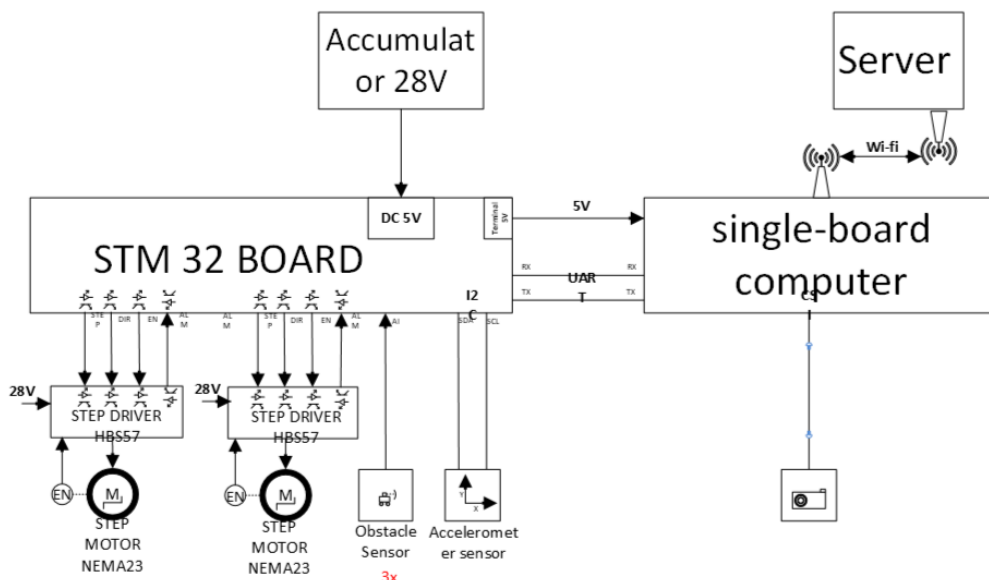 Accumulat
or 28V
Server
Wi-fi
DC 5V
Terminal
5V
5V
STM 32 BOARD
single-board
computer
RX
UAR
T
RX
TX
TX
I2
C
CS
I
STE
P
DIR
EN
AL
M
AL
M
STE
P
DIR
EN
AL
M
AI
SDA
SCL
28V
STEP DRIVER
HBS57
28V
STEP DRIVER
HBS57
EN
M
EN
M
Y
X
STEP
MOTOR
NEMA23
STEP
MOTOR
NEMA23
Obstacle
Sensor
3x
Acceleromet
er sensor